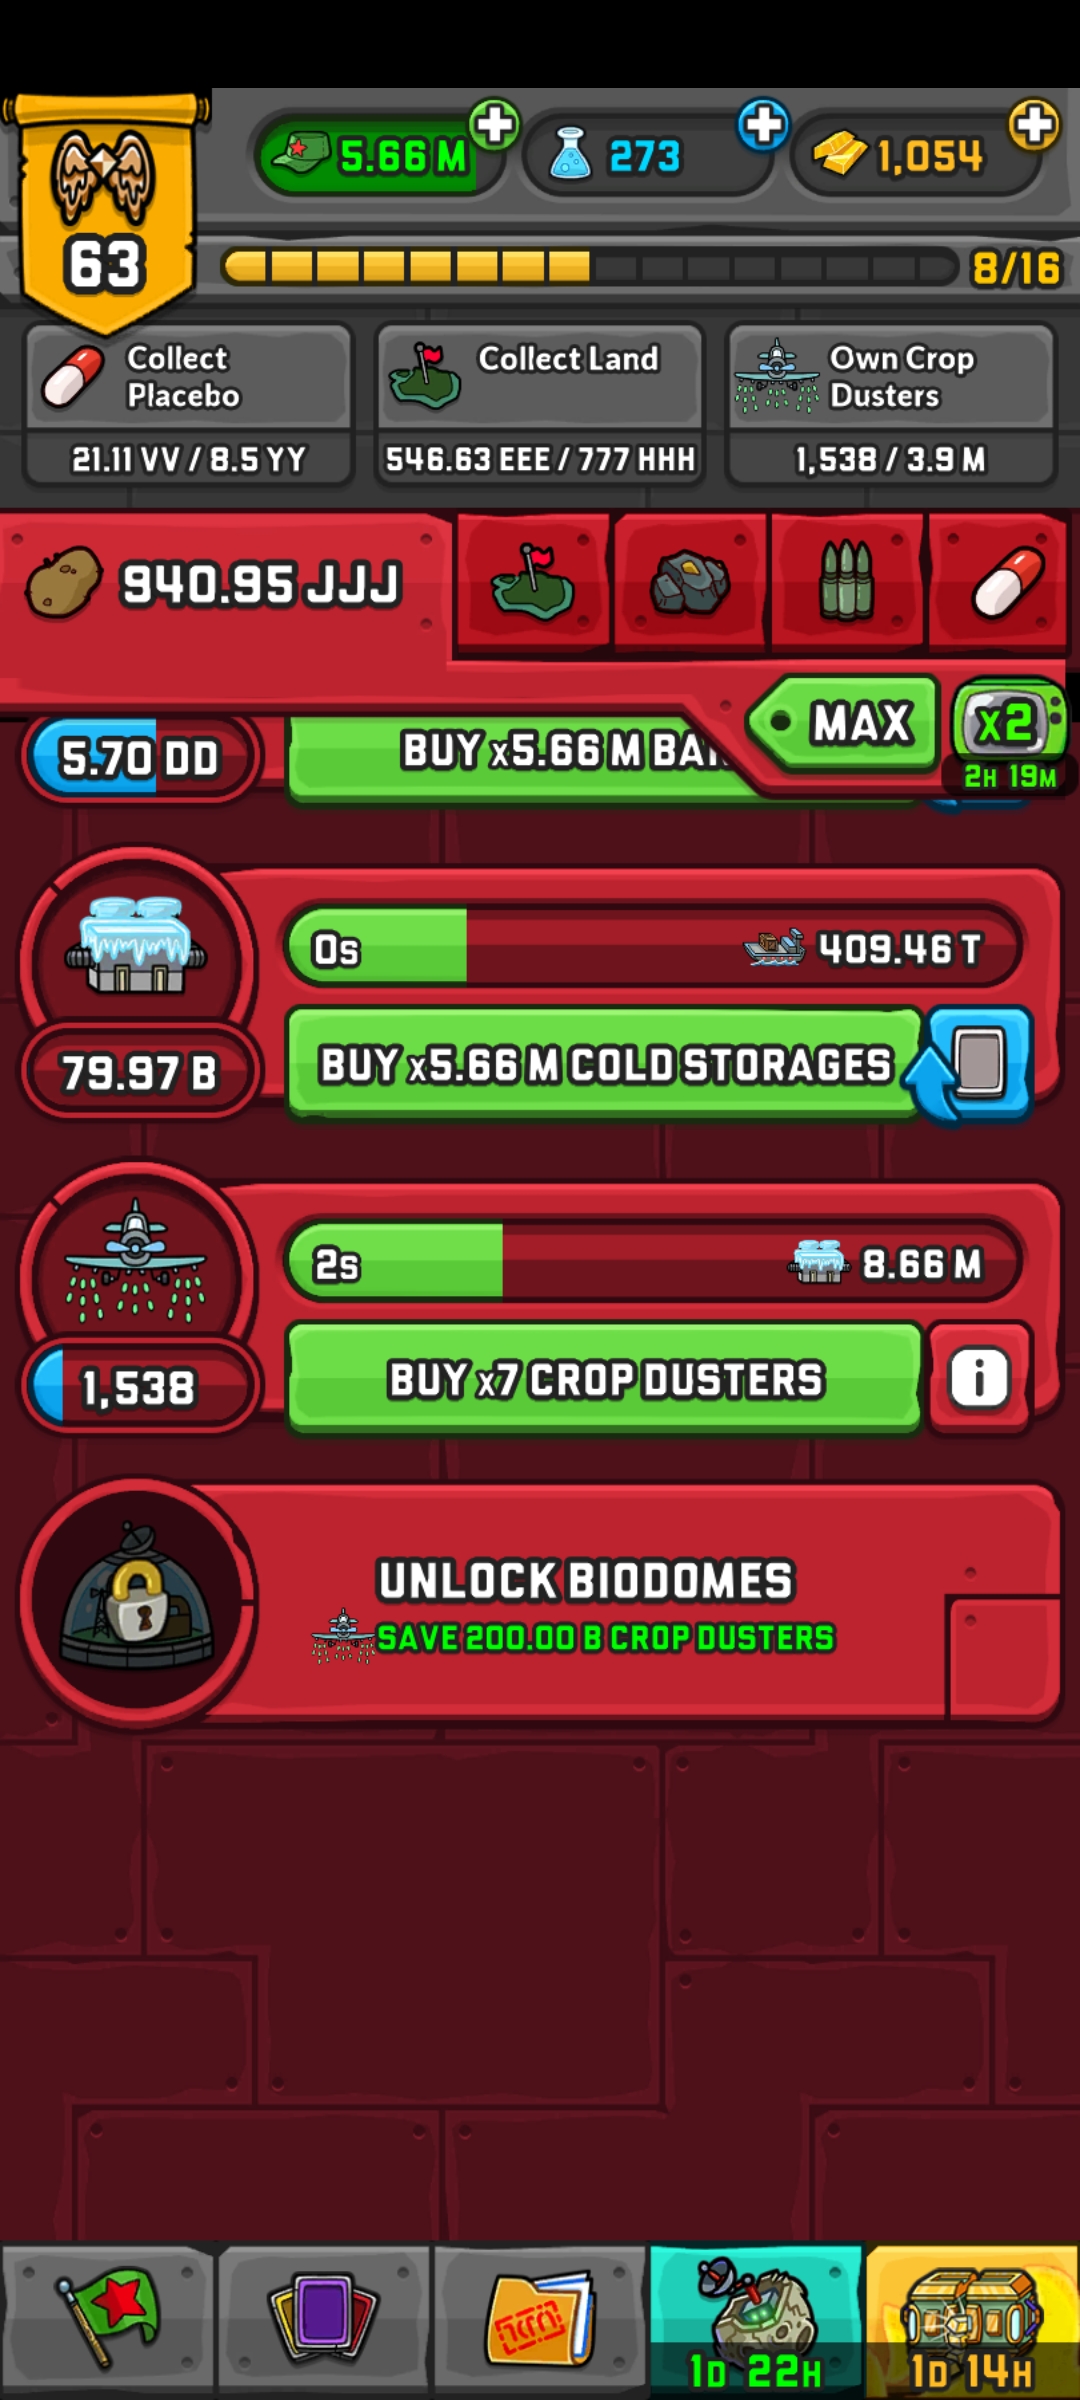 5.66 M
273
1,054
63
8/16
Collect
Placebo
21.11 VV / 8.5 YY
Collect Land
546.63 EEE / 777 HHH
Own Crop
Dusters
1,538 / 3.9 M
940.95 JJJ
MAX
x2
2H 19M
5.70 DD
BUY x5.66 M
0s
409.46 T
79.97 B
BUY x5.66 M COLD STORAGES
2s
8.66 M
1,538
BUY x7 CROP DUSTERS
i
UNLOCK BIODOMES
SAVE 200.00 B CROP DUSTERS
1D 22H
1D 14H